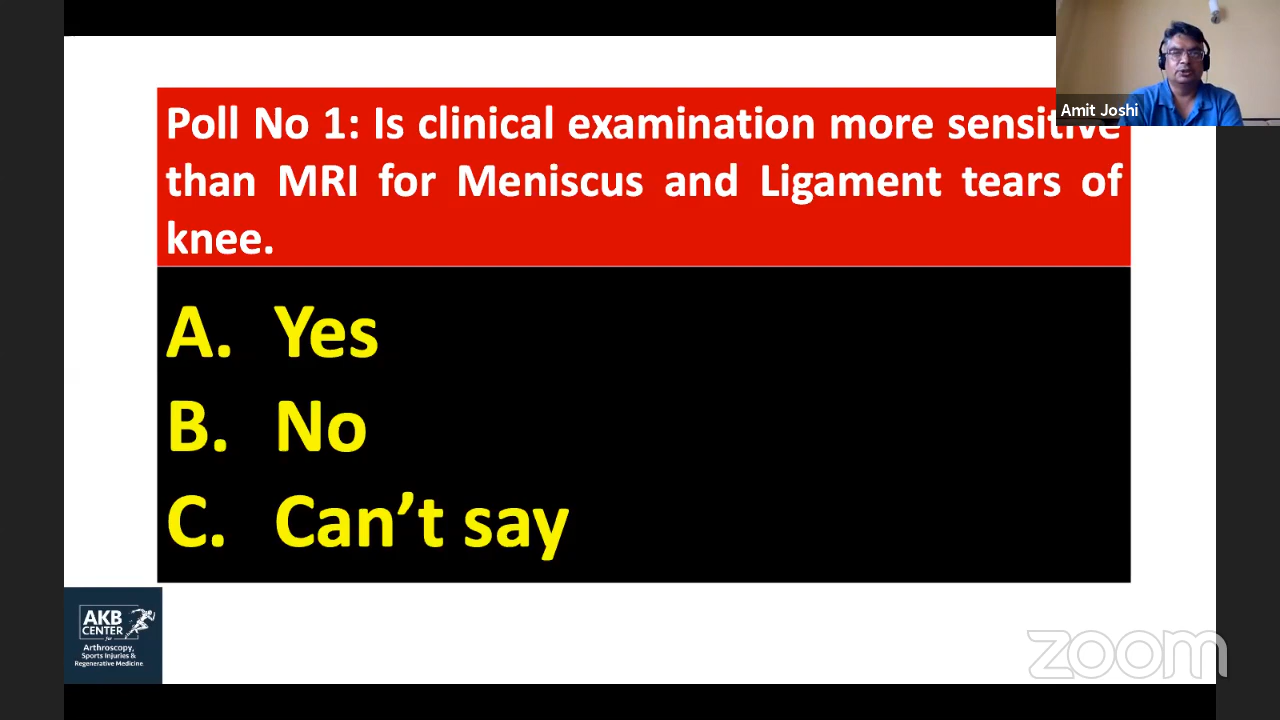 Poll No 1: Is clinical examination more sensitive
than MRI for Meniscus and Ligament tears of
knee.
A. Yes
B. No
C. Can’t say
Amit Joshi
AKB
CENTER
for
Arthroscopy,
Sports Injuries &
Regenerative Medicine
zoom